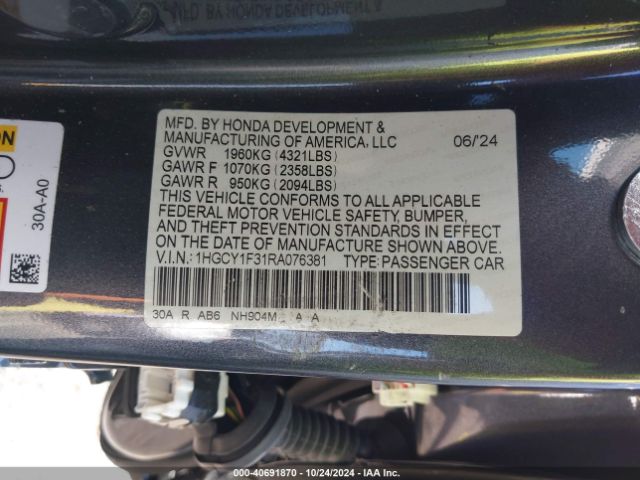 MFD. BY HONDA DEVELOPMENT &
MANUFACTURING OF AMERICA, LLC 06/'24
GVWR 1960KG (4321LBS)
GAWR F 1070KG (2358LBS)
GAWR R 950KG (2094LBS)
THIS VEHICLE CONFORMS TO ALL APPLICABLE
FEDERAL MOTOR VEHICLE SAFETY, BUMPER,
AND THEFT PREVENTION STANDARDS IN EFFECT
ON THE DATE OF MANUFACTURE SHOWN ABOVE.
V.I.N.: 1HGCY1F31RA076381 TYPE: PASSENGER CAR
30A R AB6 NH904M A A
30A-A0
000-40691870 | 10/24/2024 | IAA Inc.